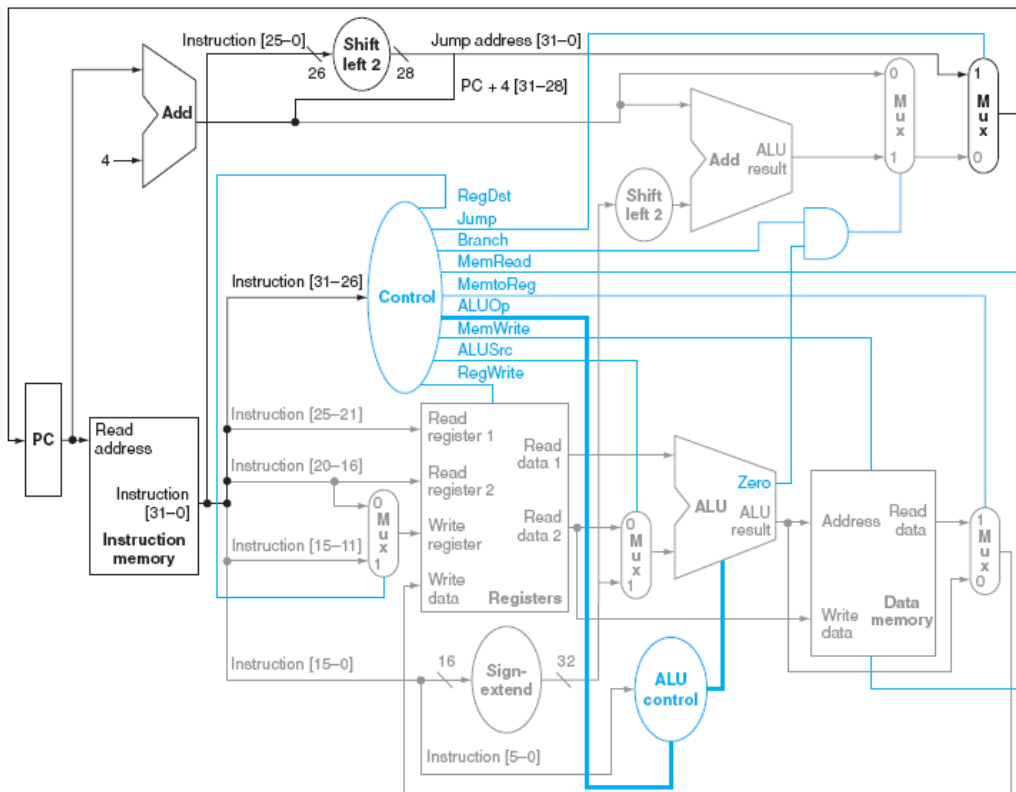 Instruction [25–0]
Shift
left 2
Jump address [31–0]
26
28
PC + 4 [31–28]
Add
4
0
M
u
x
1
1
M
u
x
0
Add
ALU
result
Shift
left 2
RegDst
Jump
Branch
MemRead
MemtoReg
ALUOp
MemWrite
ALUSrc
RegWrite
Control
Instruction [31–26]
PC
Read
address
Instruction
[31–0]
Instruction
memory
Instruction [25–21]
Instruction [20–16]
Instruction [15–11]
0
M
u
x
1
Read
register 1
Read
register 2
Write
register
Write
data
Read
data 1
Read
data 2
Registers
0
M
u
x
1
Zero
ALU
ALU
result
Address
Read
data
Write
data
Data
memory
1
M
u
x
0
Instruction [15–0]
16
Sign-
extend
32
ALU
control
Instruction [5–0]